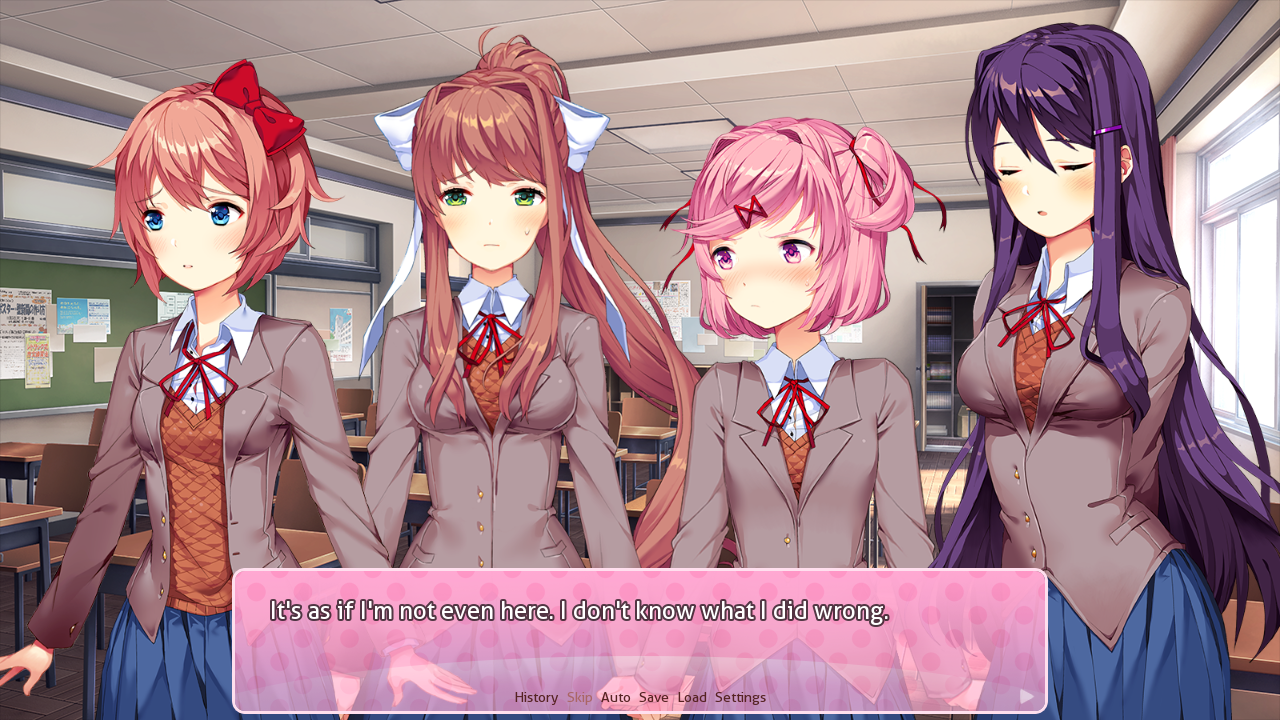 It's as if I'm not even here. I don't know what I did wrong.
History Skip Auto Save Load Settings